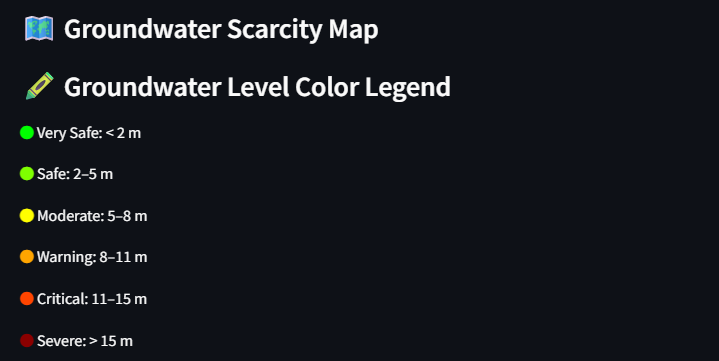 Groundwater Scarcity Map
Groundwater Level Color Legend
Very Safe: < 2 m
Safe: 2–5 m
Moderate: 5–8 m
Warning: 8–11 m
Critical: 11–15 m
Severe: > 15 m